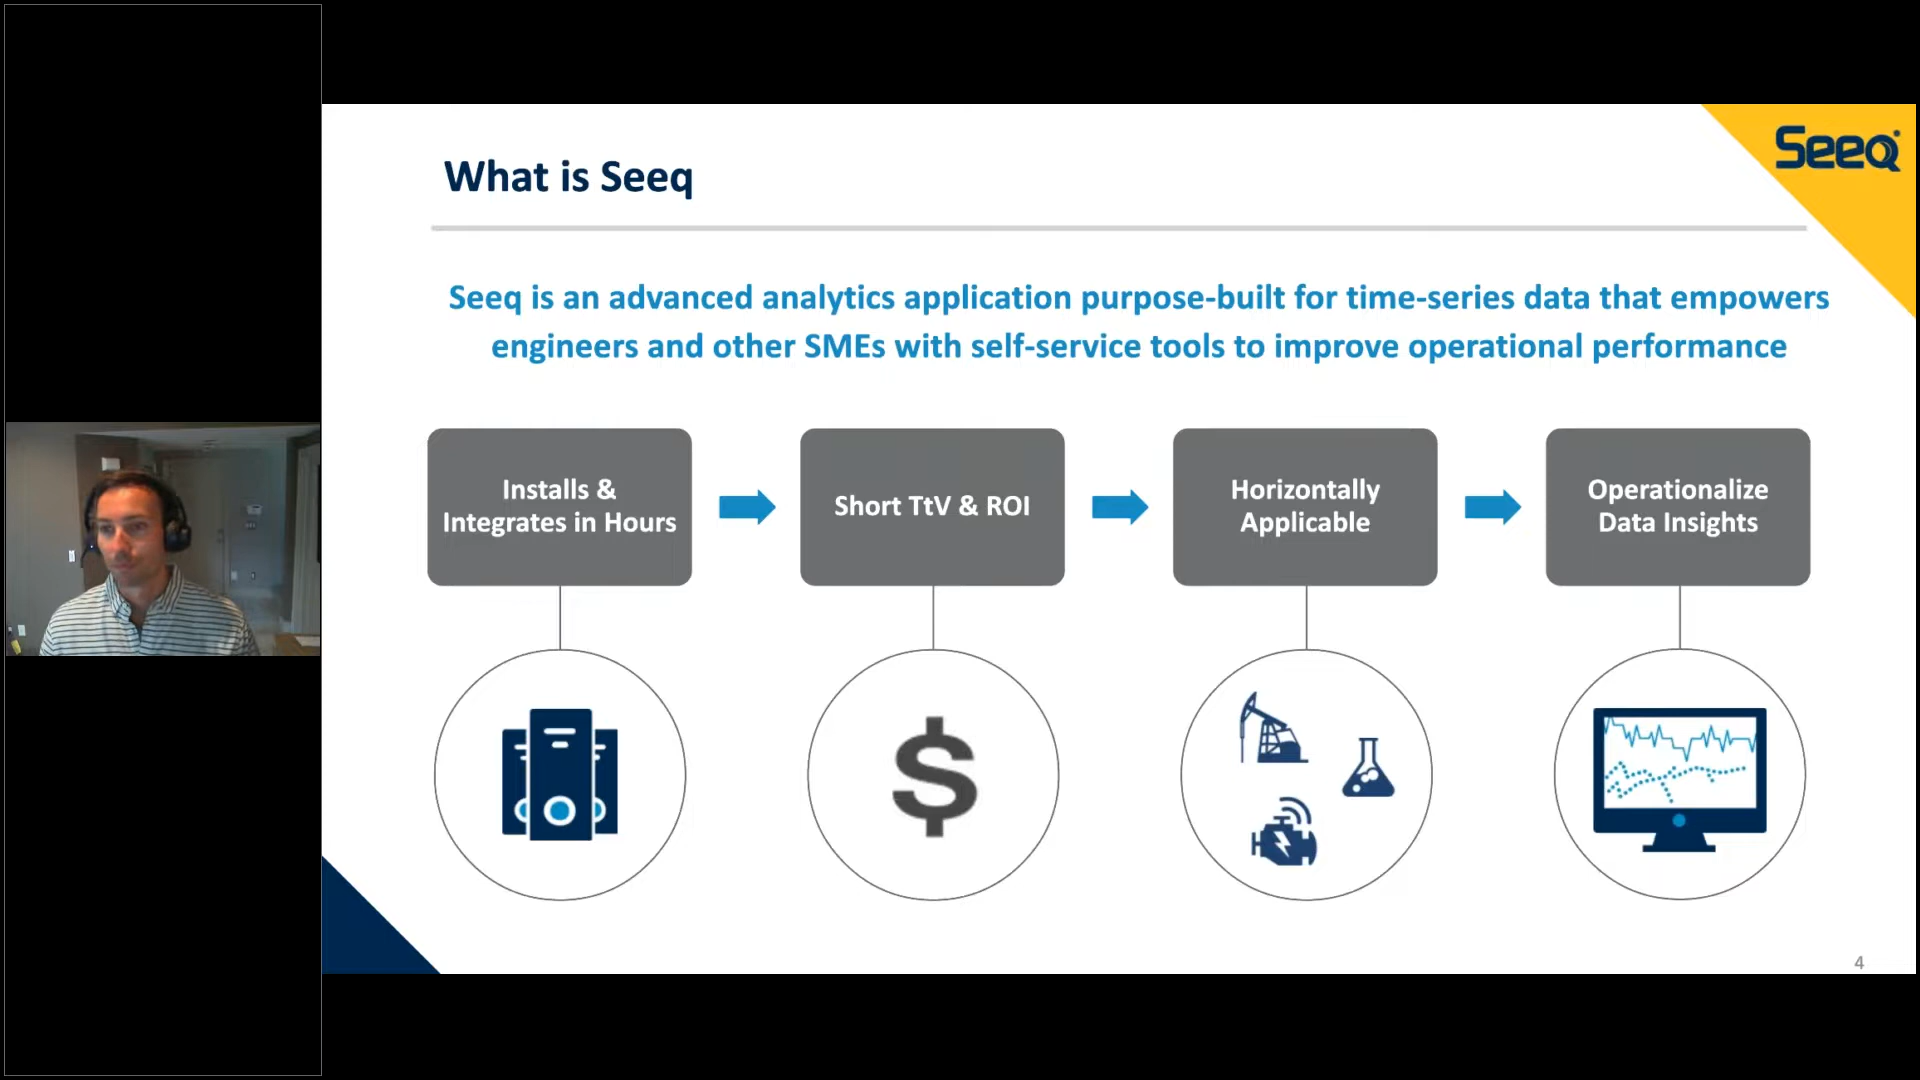 What is Seeq
Seeq®
Seeq is an advanced analytics application purpose-built for time-series data that empowers
engineers and other SMEs with self-service tools to improve operational performance
Installs &
Integrates in Hours
Short TtV & ROI
Horizontally
Applicable
Operationalize
Data Insights
4